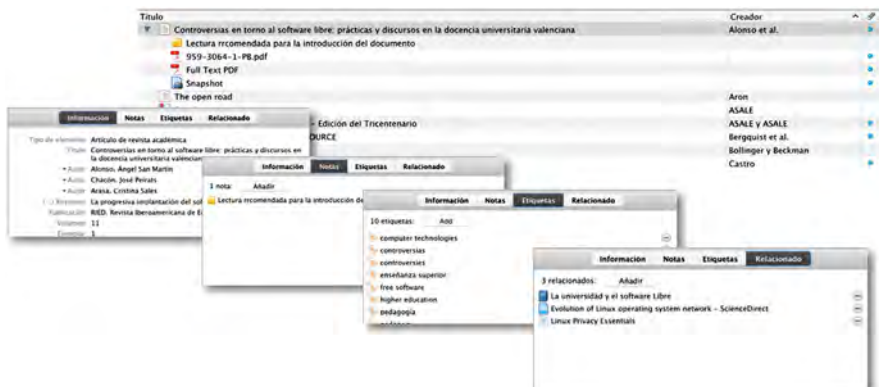 Título Creador
Controversias en torno al software libre: prácticas y discursos en la docencia universitaria valenciana Alonso et al.
Lectura rrcomendada para la introducción del documento
959-3064-1-PB.pdf
Full Text PDF
Snapshot
The open road Aron
ASALE
– Edición del Tricentenario ASALE y ASALE
OURCE Bergquist et al.
Bollinger y Beckman
Castro
Información Notas Etiquetas Relacionado
Tipo de elemento Artículo de revista académica
Título Controversias en torno al software libre: prácticas y discursos en
la docencia universitaria valenciana
Autor Alonso, Ángel San Martín
Autor Chacón, José Peirats
Autor Arasa, Cristina Sales
Resumen La progresiva implantación del sof
Publicación RIED. Revista Iberoamericana de E
Volumen 11
Ejemplar 1
Información Notas Etiquetas Relacionado
1 nota: Añadir
Lectura rrcomendada para la introducción de
Información Notas Etiquetas Relacionado
10 etiquetas: Add
computer technologies
controversias
controversies
enseñanza superior
free software
higher education
pedagogía
Información Notas Etiquetas Relacionado
3 relacionados: Añadir
La universidad y el software Libre
Evolution of Linux operating system network – ScienceDirect
Linux Privacy Essentials